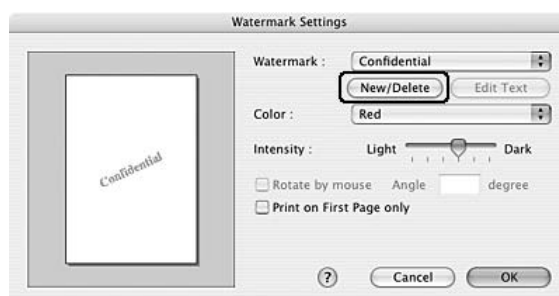 Watermark Settings
Watermark : Confidential
New/Delete Edit Text
Color : Red
Intensity : Light Dark
Confidential
Rotate by mouse Angle degree
Print on First Page only
? Cancel OK